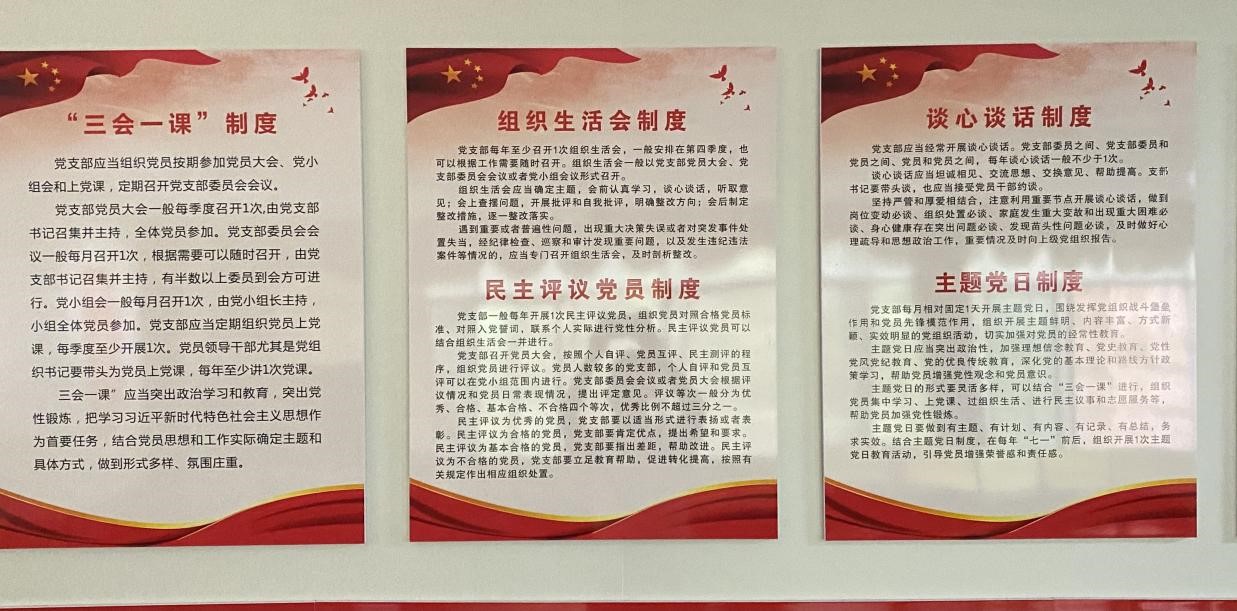 “三会一课”制度
党支部应当组织党员按期参加党员大会、党小
组会和上党课，定期召开党支部委员会会议。
党支部党员大会一般每季度召开1次,由党支部
书记召集并主持，全体党员参加。党支部委员会会
议一般每月召开1次，根据需要可以随时召开，由党
支部书记召集并主持，有半数以上委员到会方可进
行。党小组会一般每月召开1次，由党小组长主持，
小组全体党员参加。党支部应当定期组织党员上党
课，每季度至少开展1次。党员领导干部尤其是党组
织书记要带头为党员上党课，每年至少讲1次党课。
三会一课”应当突出政治学习和教育，突出党
性锻炼，把学习习近平新时代特色社会主义思想作
为首要任务，结合党员思想和工作实际确定主题和
具体方式，做到形式多样、氛围庄重。
组织生活会制度
党支部每年至少召开1次组织生活会，一般安排在第四季度，也
可以根据工作需要随时召开。组织生活会一般以党支部党员大会、党
支部委员会会议或者党小组会议形式召开。
组织生活会应当确定主题，会前认真学习，谈心谈话，听取意
见；会上查摆问题，开展批评和自我批评，明确整改方向；会后制定
整改措施，逐一整改落实。
遇到重要或者普遍性问题，出现重大决策失误或者对突发事件处
置失当，经纪律检查、巡察和审计发现重要问题，以及发生违纪违法
案件等情况的，应当专门召开组织生活会，及时剖析整改。
民主评议党员制度
党支部一般每年开展1次民主评议党员，组织党员对照合格党员标
准、对照入党誓词，联系个人实际进行党性分析。民主评议党员可以
结合组织生活会一并进行。
党支部召开党员大会，按照个人自评、党员互评、民主测评的程
序，组织党员进行评议。党员人数较多的党支部，个人自评和党员互
评可以在党小组范围内进行。党支部委员会会议或者党员大会根据评
议情况和党员日常表现情况，提出评定意见。评议等次一般分为优
秀、合格、基本合格、不合格四个等次，优秀比例不超过三分之一。
民主评议为优秀的党员，党支部要以适当形式进行表扬或者表
彰。民主评议为合格的党员，党支部要肯定优点，提出希望和要求。
民主评议为基本合格的党员，党支部要指出差距，帮助改进。民主评
议为不合格的党员，党支部要立足教育帮助，促进转化提高，按照有
关规定作出相应组织处置。
谈心谈话制度
党支部应当经常开展谈心谈话。党支部委员之间、党支部委员和
党员之间、党员和党员之间，每年谈心谈话一般不少于1次。
谈心谈话应当坦诚相见、交流思想、交换意见、帮助提高。支部
书记要带头谈，也应当接受党员干部约谈。
坚持严管和厚爱相结合，注意利用重要节点开展谈心谈话，做到
岗位变动必谈、组织处置必谈、家庭发生重大变故和出现重大困难必
谈、身心健康存在突出问题必谈、发现苗头性问题必谈，及时做好心
理疏导和思想政治工作，重要情况及时向上级党组织报告。
主题党日制度
党支部每月相对固定1天开展主题党日，围绕发挥党组织战斗堡垒
作用和党员先锋模范作用，组织开展主题鲜明、内容丰富、方式新
颖、实效明显的党组织活动，切实加强对党员的经常性教育。
主题党日应当突出政治性，加强理想信念教育、党史教育、党性
党风党纪教育、党的优良传统教育，深化党的基本理论和路线方针政
策学习，帮助党员增强党性观念和党员意识。
主题党日的形式要灵活多样，可以结合“三会一课”进行，组织
党员集中学习、上党课、过组织生活、进行民主议事和志愿服务等，
帮助党员加强党性锻炼。
主题党日要做到有主题、有计划、有内容、有记录、有总结，务
求实效。结合主题党日制度，在每年“七一”前后，组织开展1次主题
党日教育活动，引导党员增强荣誉感和责任感。